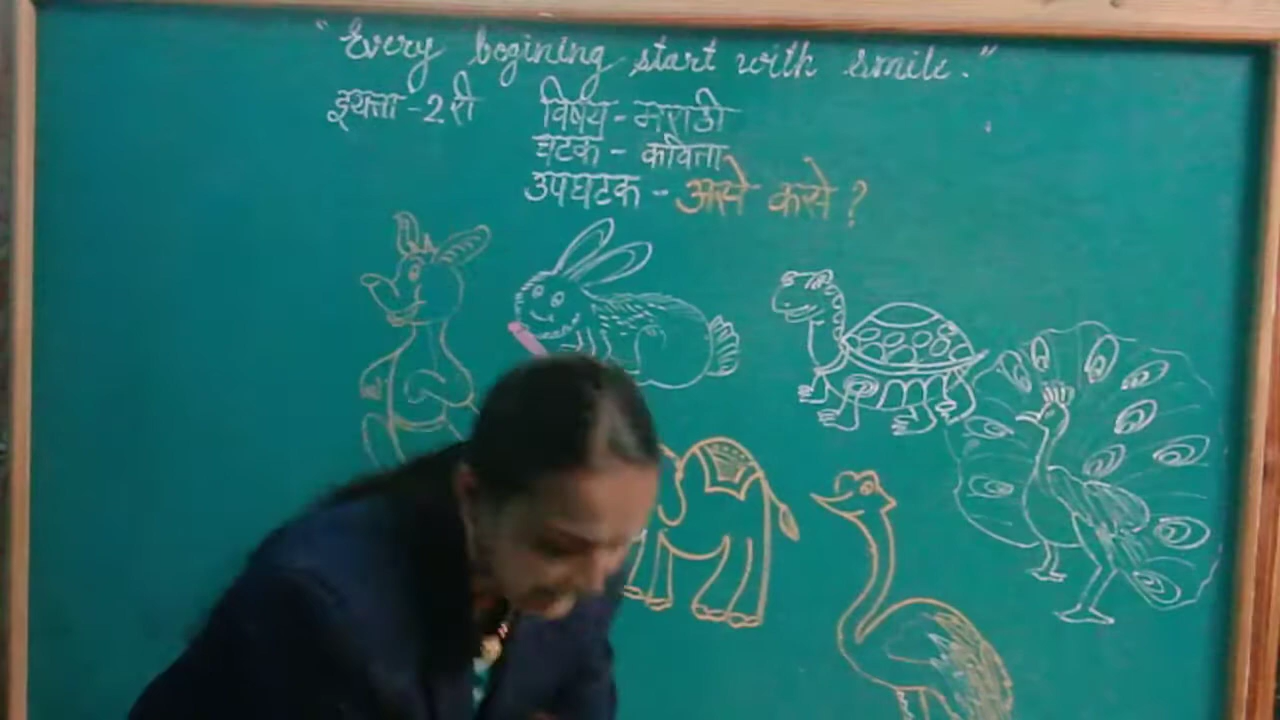 "Every begining start with smile."
इयत्ता - 2 री विषय - मराठी
घटक - कविता
उपघटक - असे कसे ?